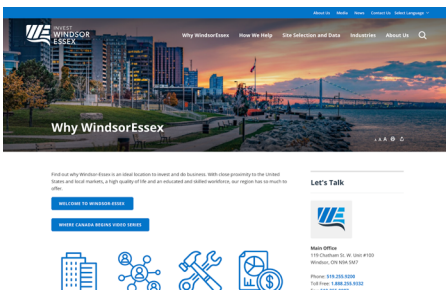 About Us Media News Contact Us Select Language
INVEST
WINDSOR
ESSEX
Why WindsorEssex How We Help Site Selection and Data Industries About Us
Why WindsorEssex
Find out why Windsor-Essex is an ideal location to invest and do business. With close proximity to the United
States and local markets, a high quality of life and an educated and skilled workforce, our region has so much to
offer.
WELCOME TO WINDSOR-ESSEX
WHERE CANADA BEGINS VIDEO SERIES
Let's Talk
Main Office
119 Chatham St. W. Unit #100
Windsor, ON N9A 5M7
Phone: 519.255.9200
Toll Free: 1.888.255.9332